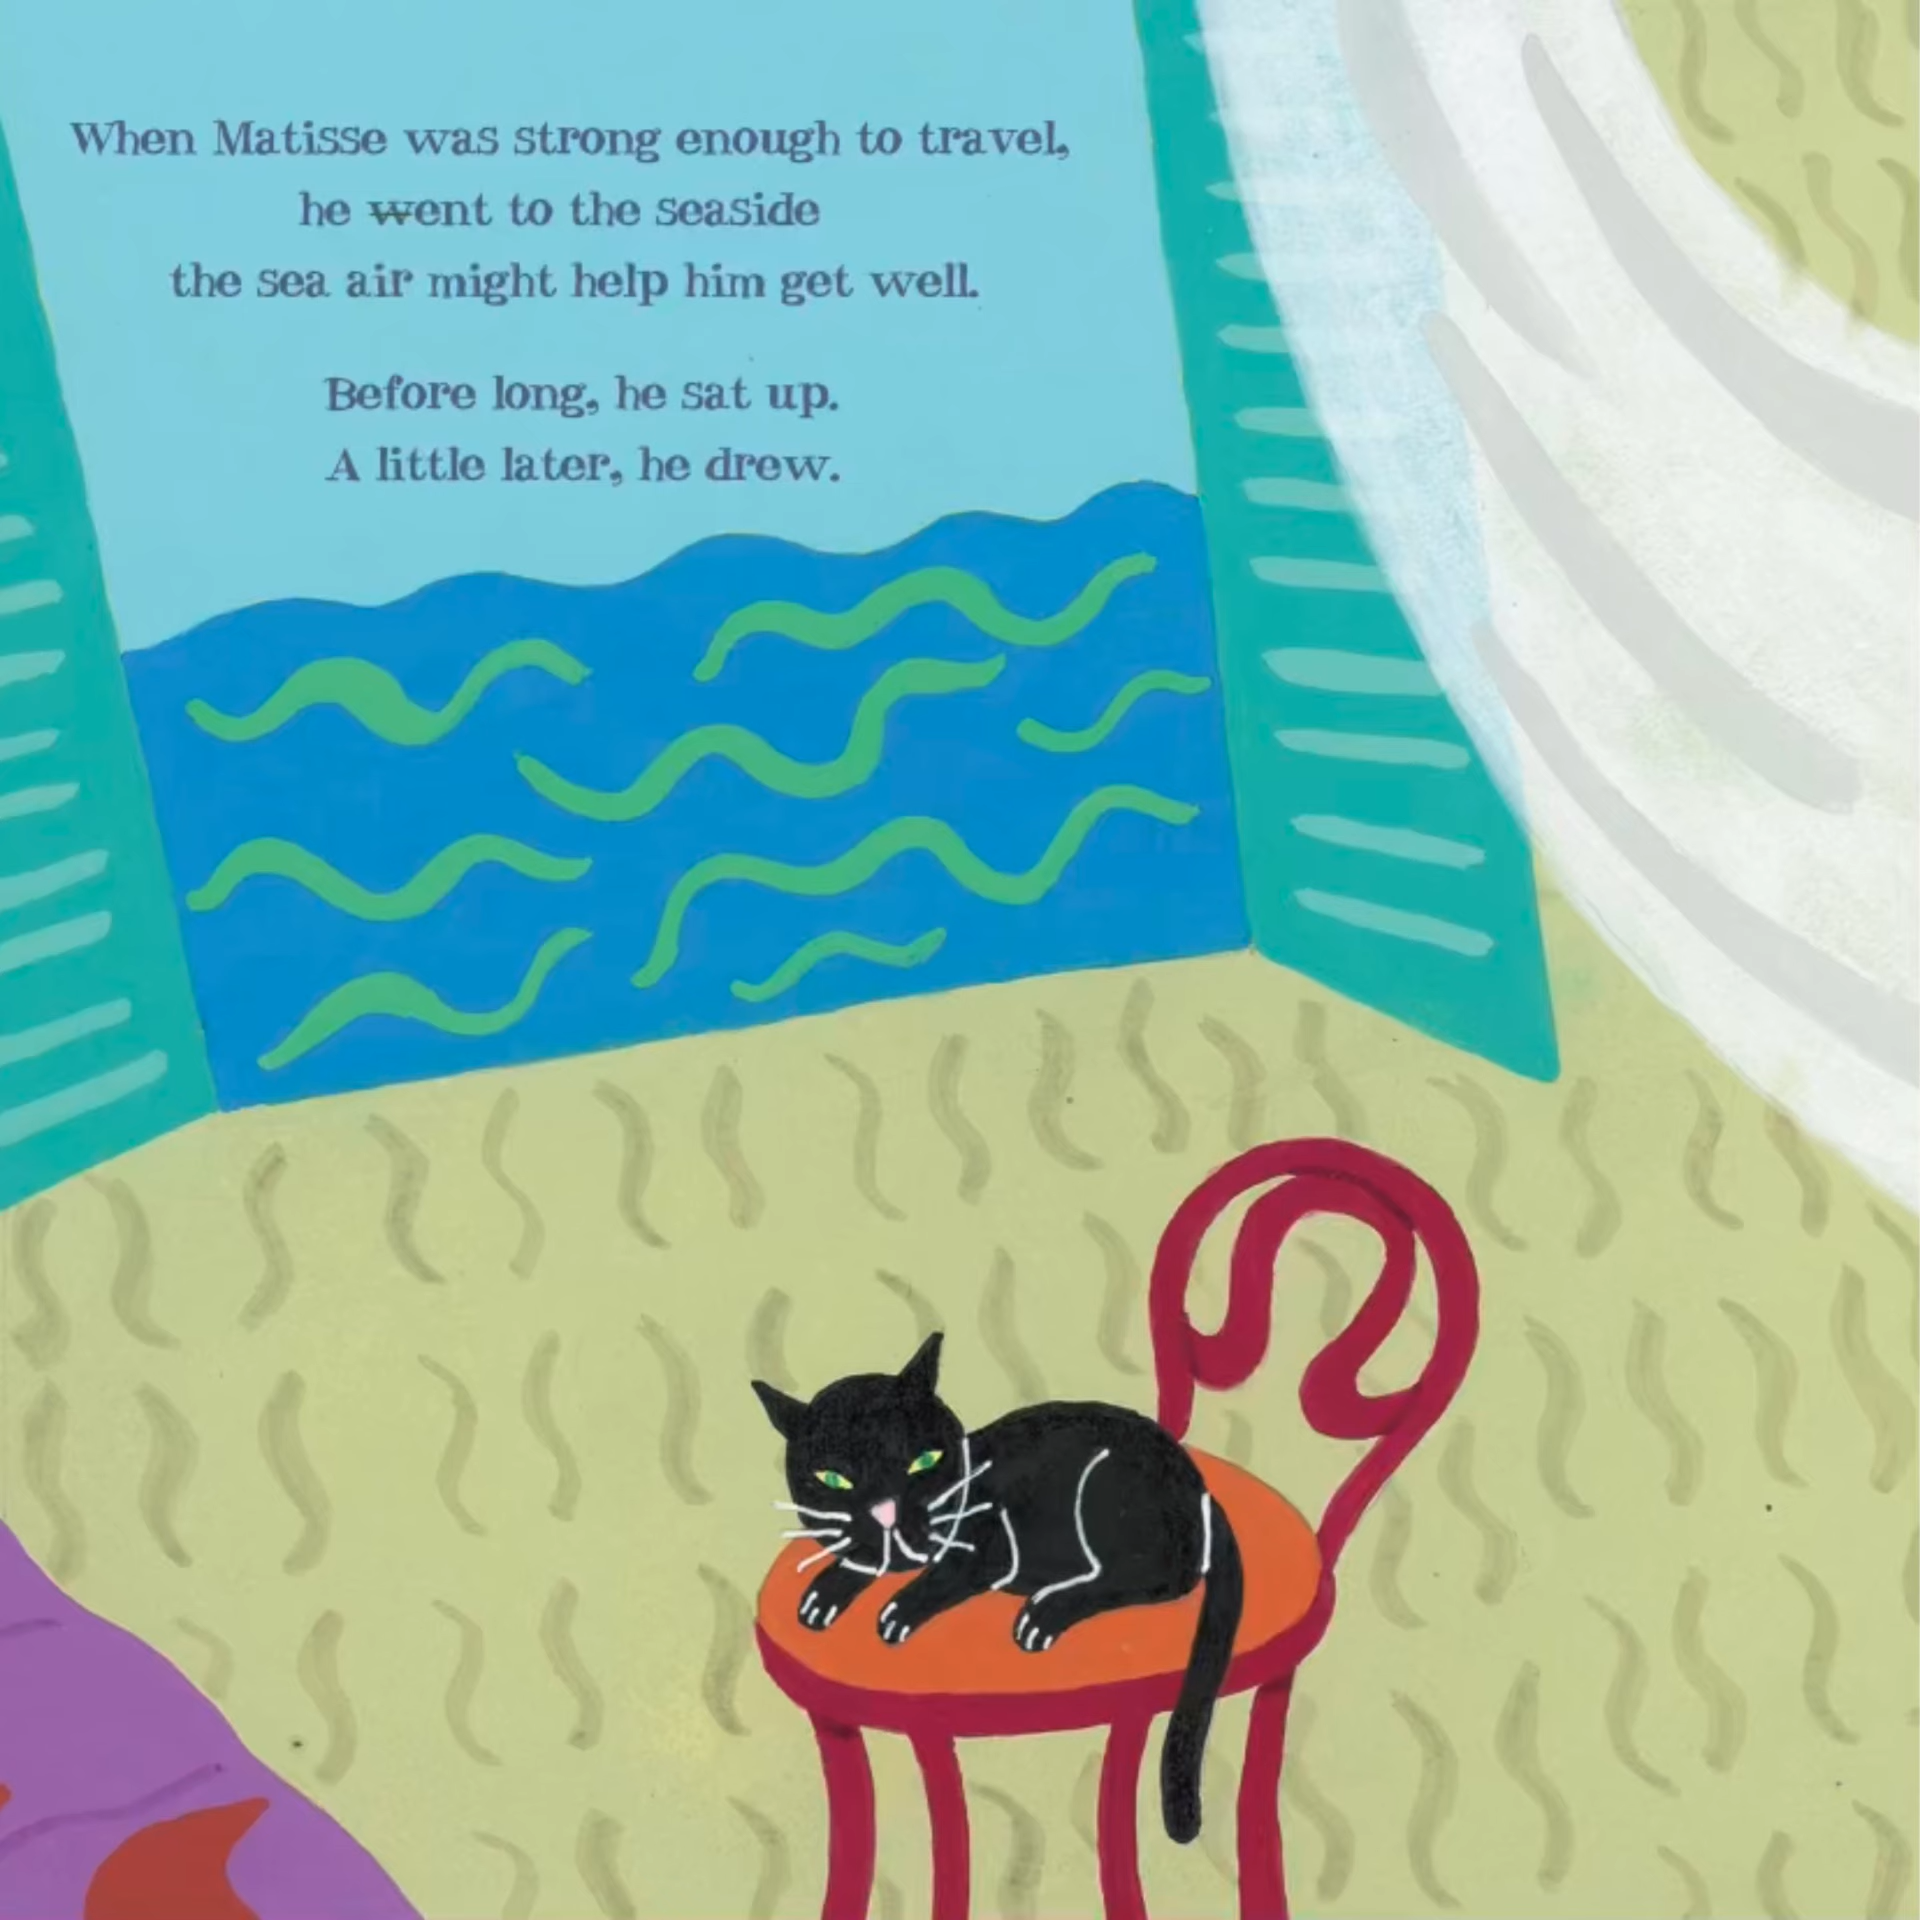 When Matisse was strong enough to travel,
he went to the seaside
the sea air might help him get well.
Before long, he sat up.
A little later, he drew.